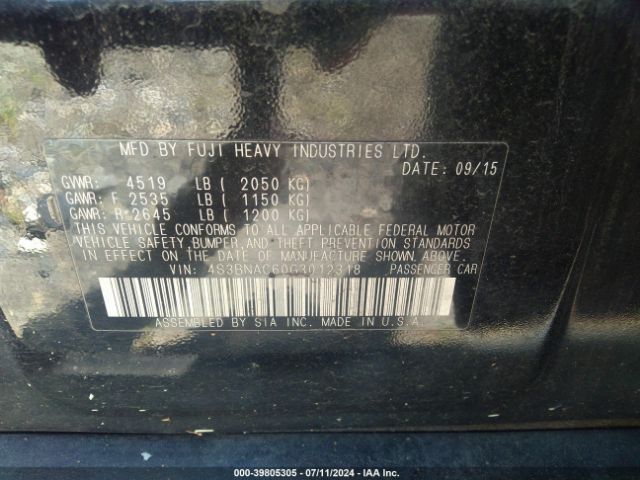 MFD BY FUJI HEAVY INDUSTRIES LTD.
DATE: 09/15
GVWR: 4519 LB ( 2050 KG)
GAWR: F 2535 LB ( 1150 KG)
GAWR: R 2645 LB ( 1200 KG)
THIS VEHICLE CONFORMS TO ALL APPLICABLE FEDERAL MOTOR
VEHICLE SAFETY, BUMPER, AND THEFT PREVENTION STANDARDS
IN EFFECT ON THE DATE OF MANUFACTURE SHOWN ABOVE.
VIN: 4S3BNAC60G3012318 PASSENGER CAR
ASSEMBLED BY SIA INC. MADE IN U.S.A.
000-39805305 - 07/11/2024 - IAA Inc.